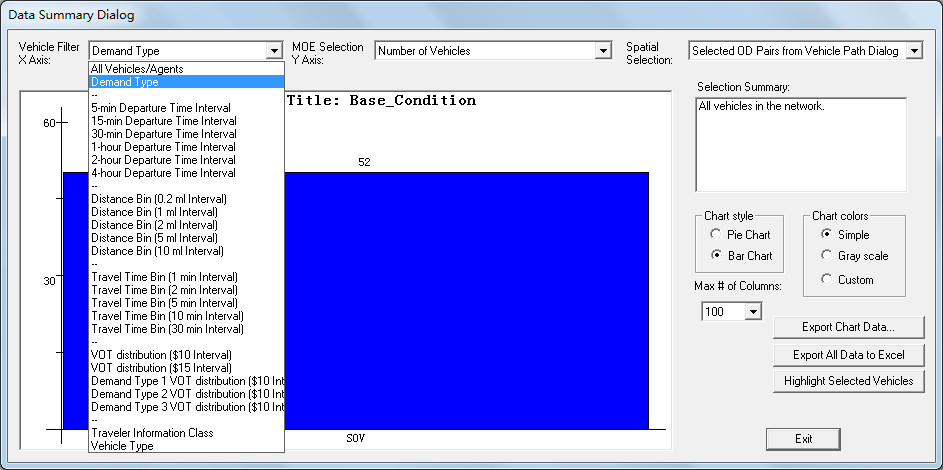 Data Summary Dialog
Vehicle Filter
X Axis:
Demand Type
MOE Selection
Y Axis:
Number of Vehicles
Spatial
Selection:
Selected OD Pairs from Vehicle Path Dialog
All Vehicles/Agents
Demand Type
--
5-min Departure Time Interval
15-min Departure Time Interval
30-min Departure Time Interval
1-hour Departure Time Interval
2-hour Departure Time Interval
4-hour Departure Time Interval
--
Distance Bin (0.2 ml Interval)
Distance Bin (1 ml Interval)
Distance Bin (2 ml Interval)
Distance Bin (5 ml Interval)
Distance Bin (10 ml Interval)
--
Travel Time Bin (1 min Interval)
Travel Time Bin (2 min Interval)
Travel Time Bin (5 min Interval)
Travel Time Bin (10 min Interval)
Travel Time Bin (30 min Interval)
--
VOT distribution ($10 Interval)
VOT distribution ($15 Interval)
Demand Type 1 VOT distribution ($10 Int
Demand Type 2 VOT distribution ($10 Int
Demand Type 3 VOT distribution ($10 Int
--
Traveler Information Class
Vehicle Type
Title: Base_Condition
60
52
30
SOV
Selection Summary:
All vehicles in the network.
Chart style
Pie Chart
Bar Chart
Chart colors
Simple
Gray scale
Custom
Max # of Columns:
100
Export Chart Data...
Export All Data to Excel
Highlight Selected Vehicles
Exit